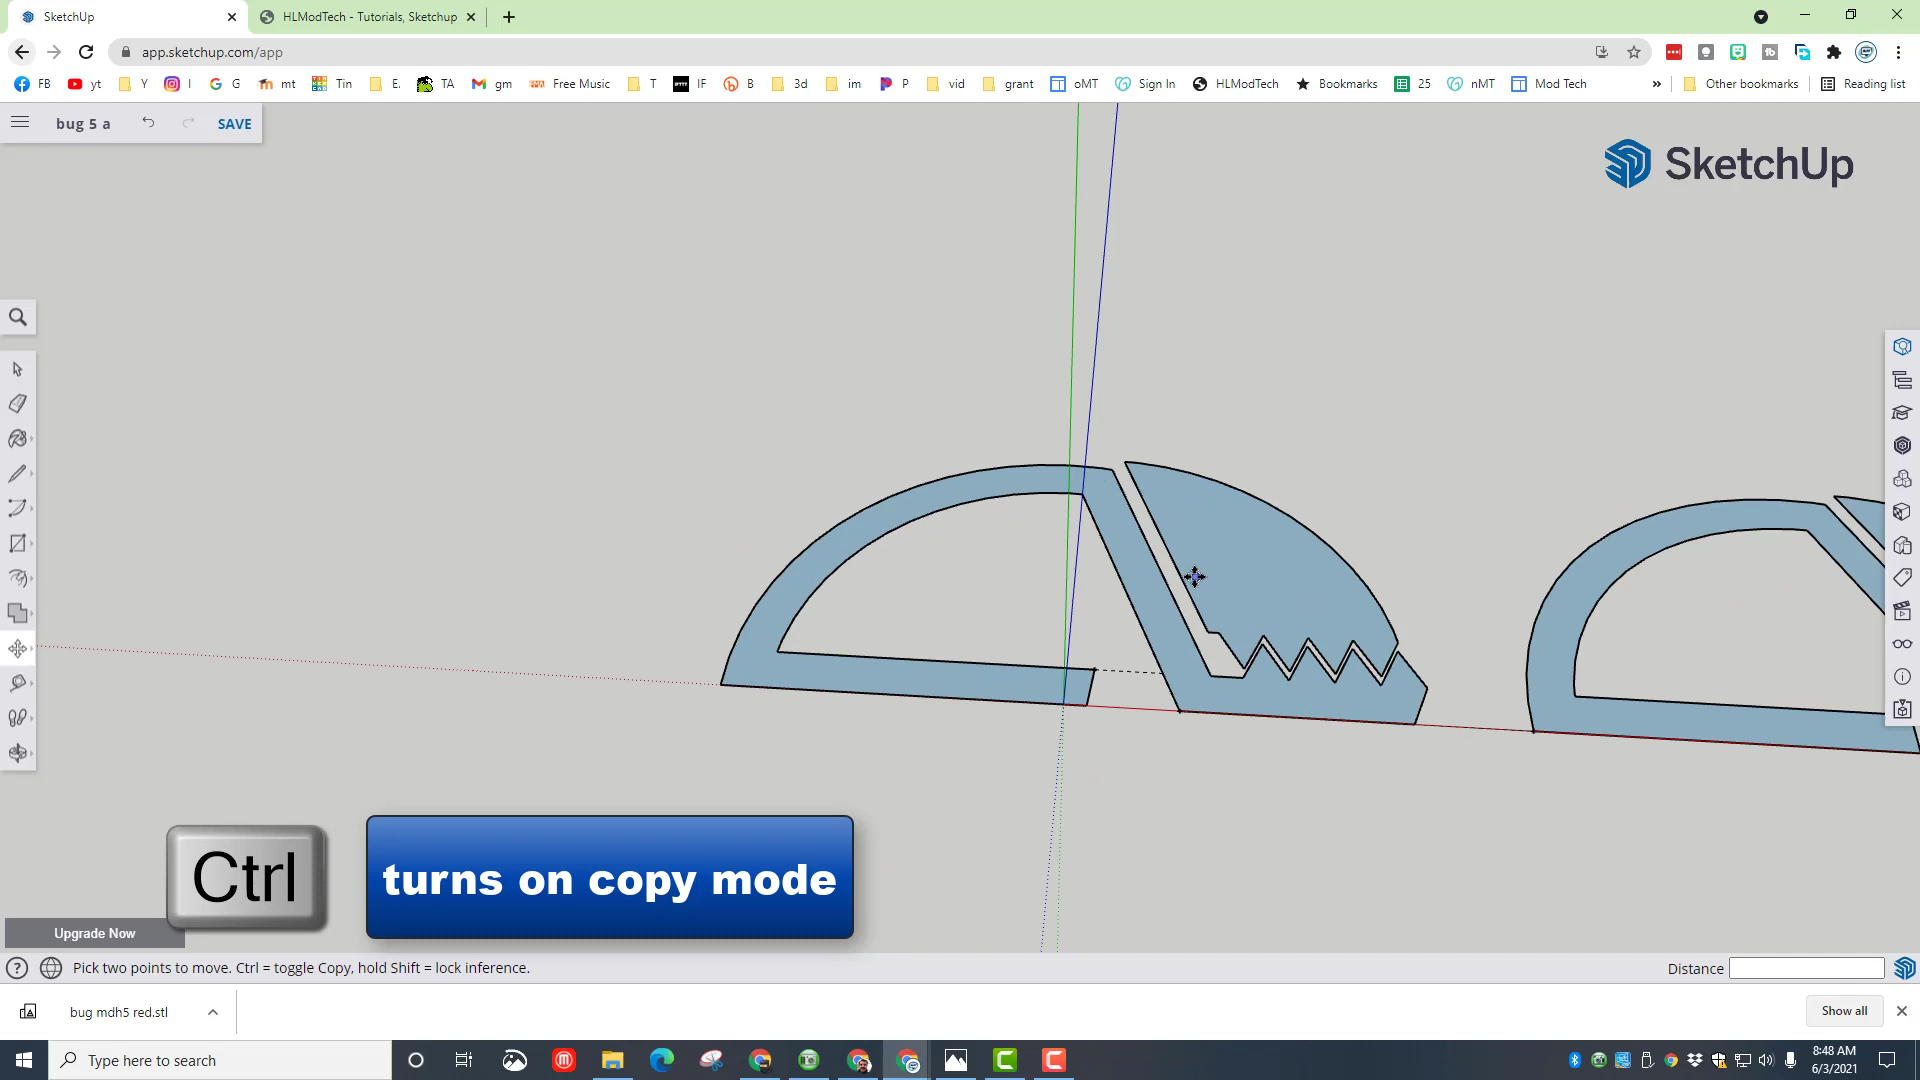 SketchUp
HLModTech - Tutorials, Sketchup
app.sketchup.com/app
FB
yt
Y
I
G
mt
Tin
E.
TA
gm
Free Music
T
IF
B
3d
im
P
vid
grant
oMT
Sign In
HLModTech
Bookmarks
25
nMT
Mod Tech
»
Other bookmarks
Reading list
bug 5 a
SAVE
SketchUp
Ctrl
turns on copy mode
Upgrade Now
Pick two points to move. Ctrl = toggle Copy, hold Shift = lock inference.
Distance
bug mdh5 red.stl
Show all
Type here to search
8:48 AM
6/3/2021